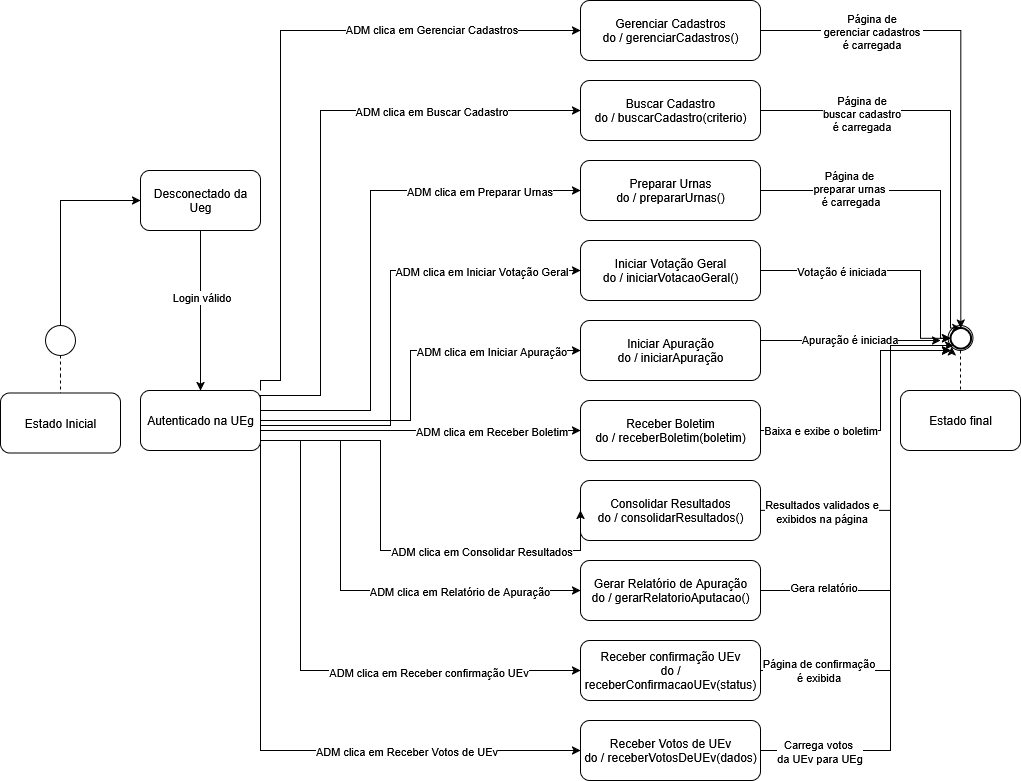 ADM clica em Gerenciar Cadastros
Gerenciar Cadastros
do / gerenciarCadastros()
Página de
gerenciar cadastros
é carregada
ADM clica em Buscar Cadastro
Buscar Cadastro
do / buscarCadastro(criterio)
Página de
buscar cadastro
é carregada
Desconectado da
Ueg
ADM clica em Preparar Urnas
Preparar Urnas
do / prepararUrnas()
Página de
preparar urnas
é carregada
Login válido
ADM clica em Iniciar Votação Geral
Iniciar Votação Geral
do / iniciarVotacaoGeral()
Votação é iniciada
ADM clica em Iniciar Apuração
Iniciar Apuração
do / iniciarApuração
Apuração é iniciada
Estado Inicial
Autenticado na UEg
ADM clica em Receber Boletim
Receber Boletim
do / receberBoletim(boletim)
Baixa e exibe o boletim
Estado final
ADM clica em Consolidar Resultados
Consolidar Resultados
do / consolidarResultados()
Resultados validados e
exibidos na página
ADM clica em Relatório de Apuração
Gerar Relatório de Apuração
do / gerarRelatorioAputacao()
Gera relatório
ADM clica em Receber confirmação UEv
Receber confirmação UEv
do /
receberConfirmacaoUEv(status)
Página de confirmação
é exibida
ADM clica em Receber Votos de UEv
Receber Votos de UEv
do / receberVotosDeUEv(dados)
Carrega votos
da UEv para UEg